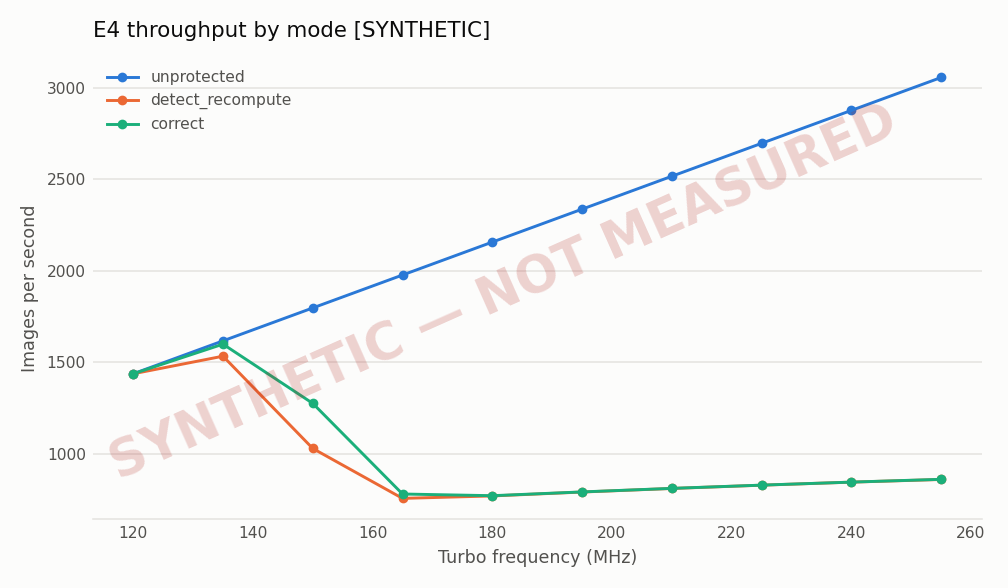 E4 throughput by mode [SYNTHETIC]
unprotected
detect_recompute
correct
3000
2500
2000
1500
1000
Images per second
SYNTHETIC — NOT MEASURED
120 140 160 180 200 220 240 260
Turbo frequency (MHz)